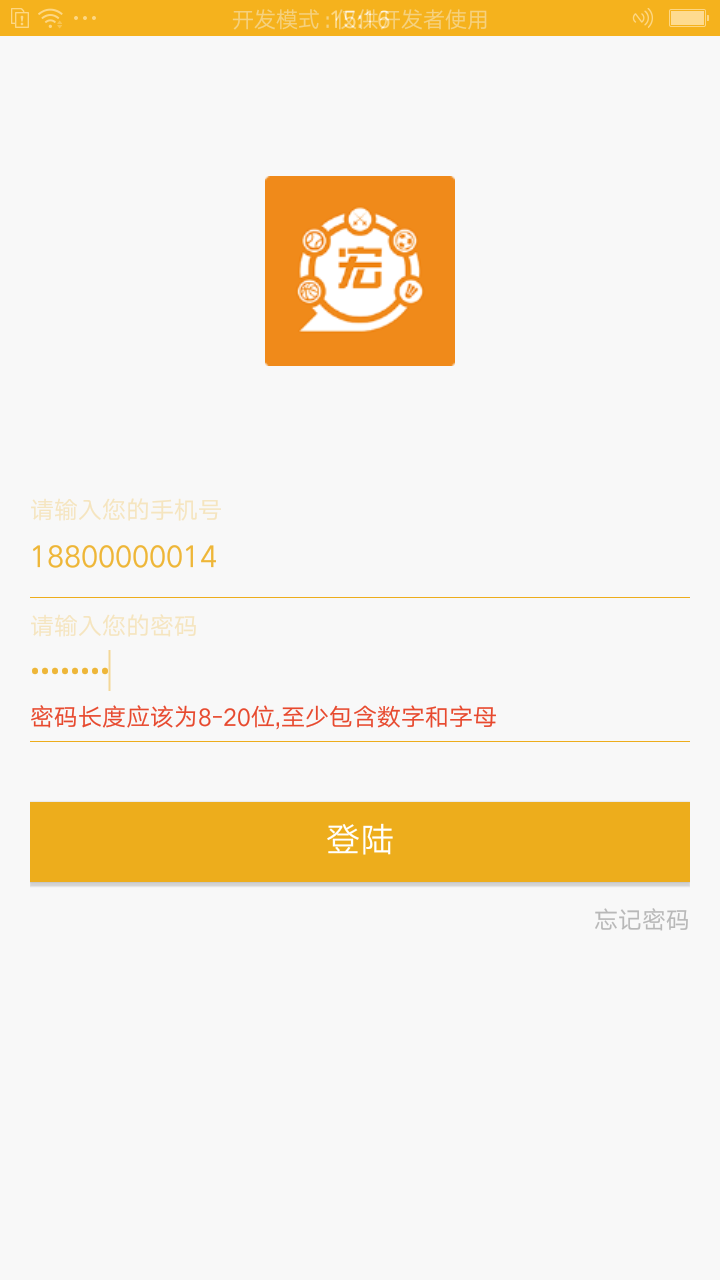 开发模式:仅供开发者使用
15:16
宏
请输入您的手机号
18800000014
请输入您的密码
••••••••
密码长度应该为8-20位,至少包含数字和字母
登陆
忘记密码